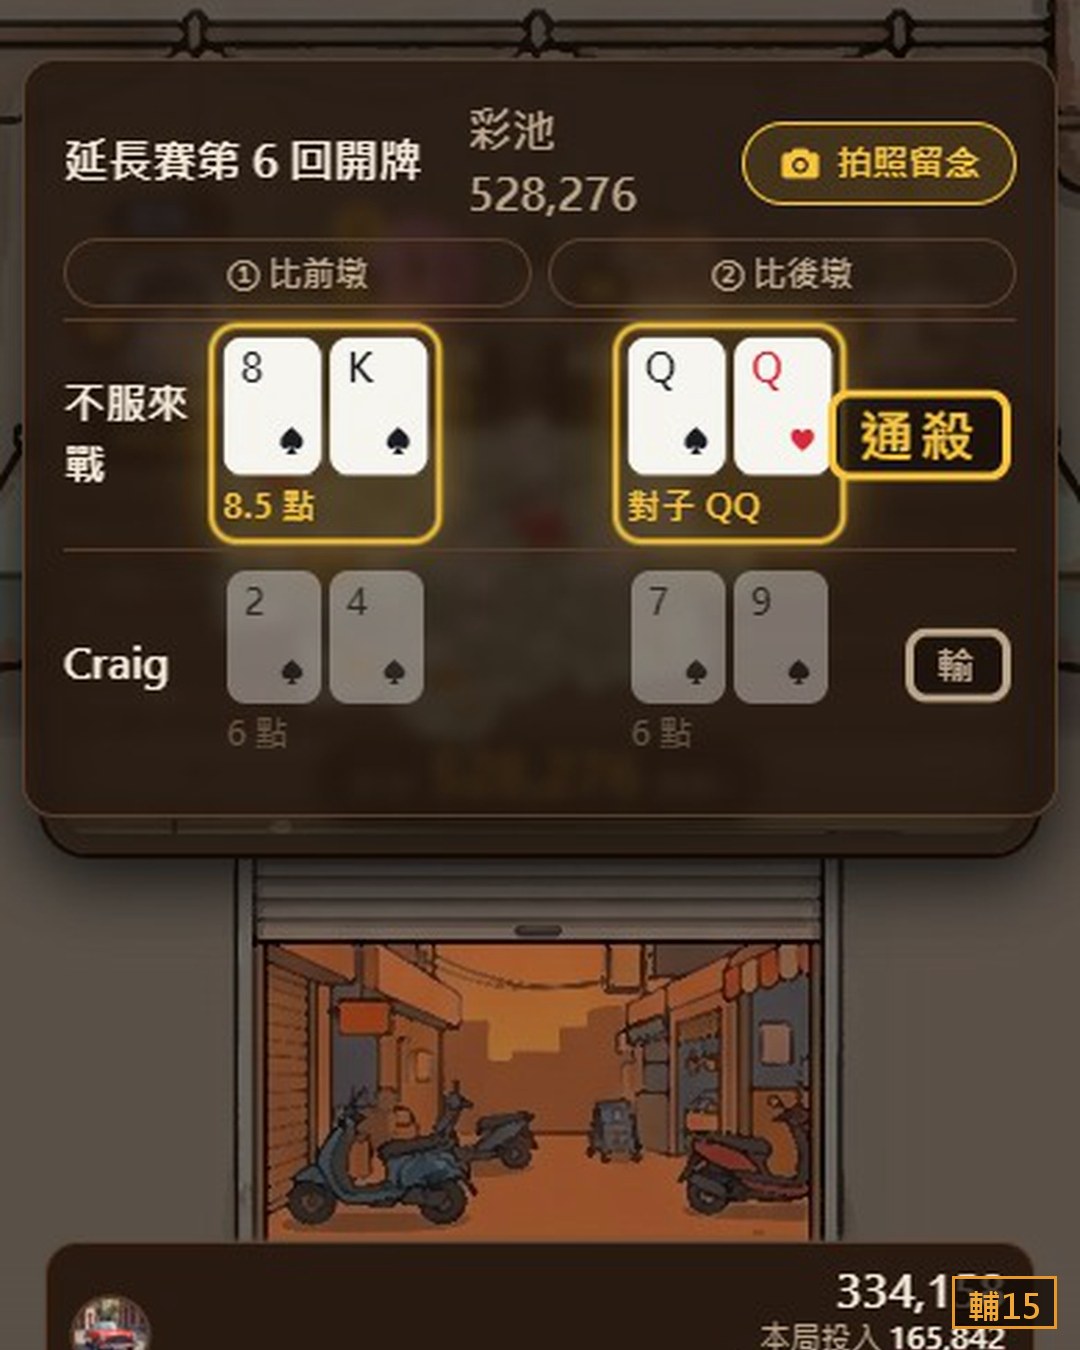 延長賽第 6 回開牌
彩池
528,276
拍照留念
① 比前墩
② 比後墩
不服來
戰
8
K
8.5 點
Q
Q
對子 QQ
通殺
Craig
2
4
6 點
7
9
6 點
輸
輔15
本局投入 165,842